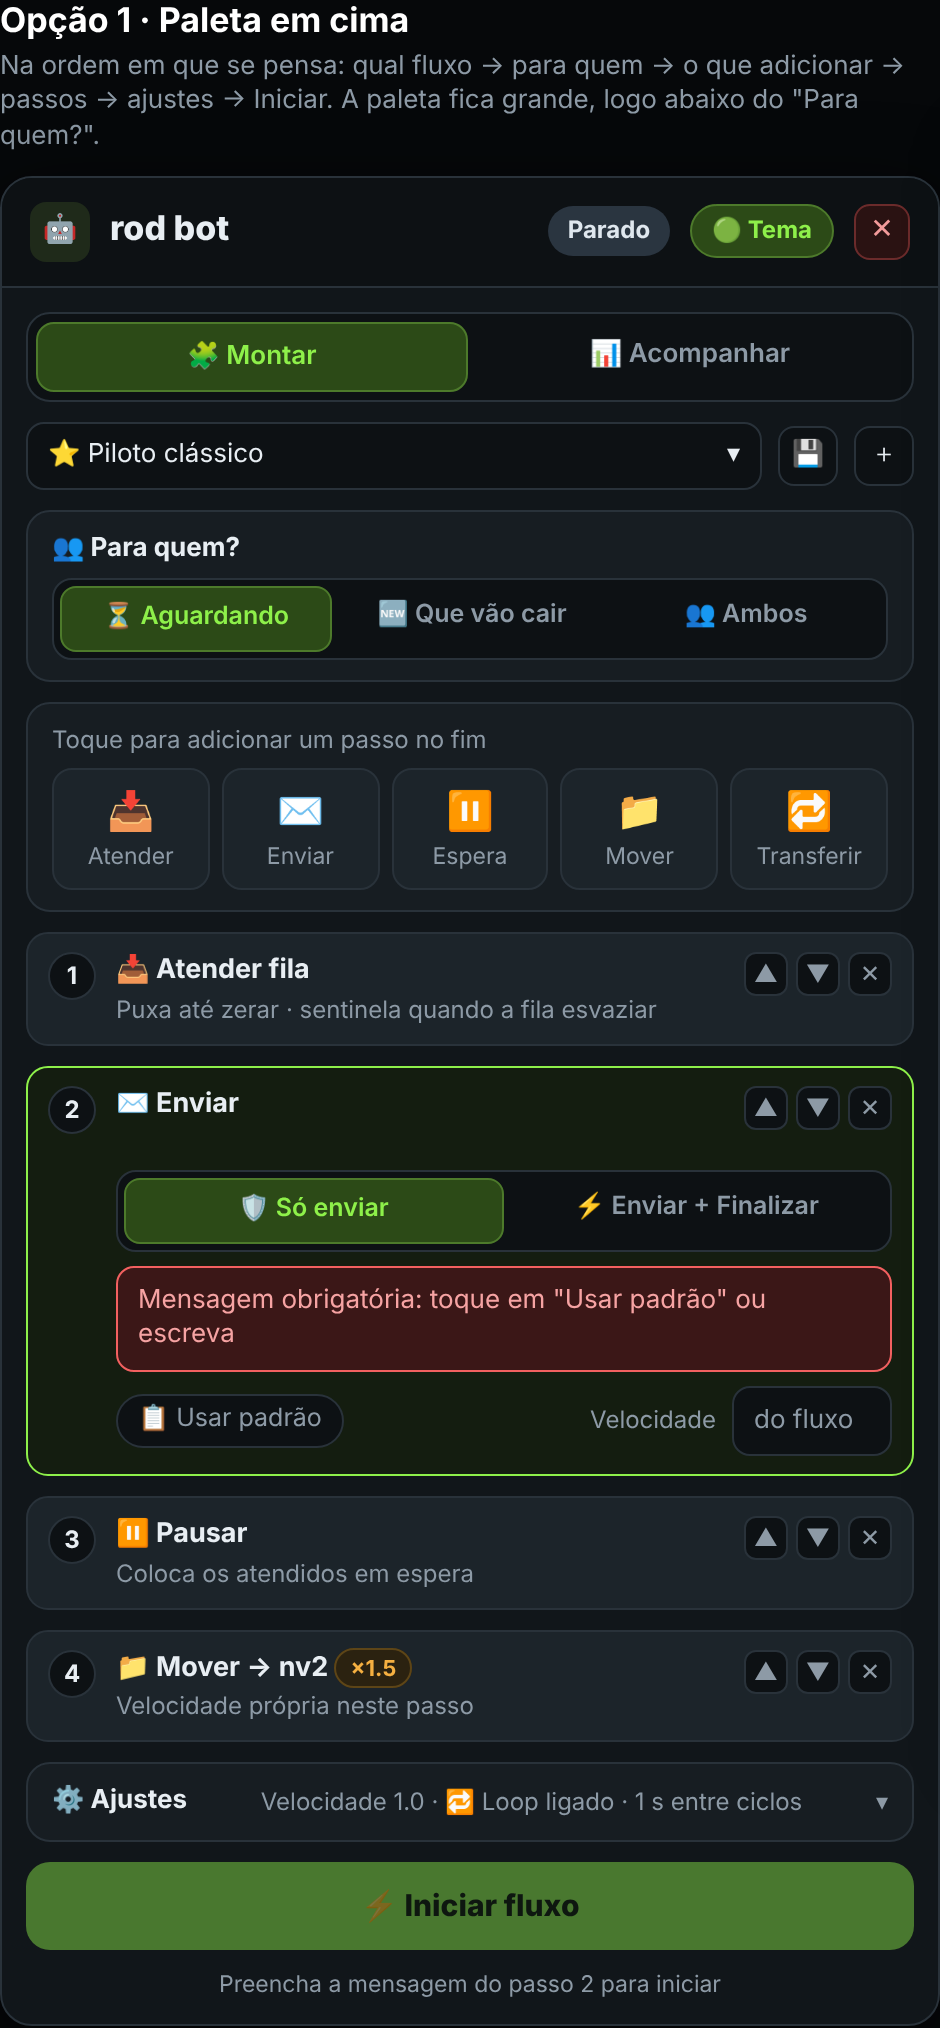 Opção 1 · Paleta em cima
Na ordem em que se pensa: qual fluxo → para quem → o que adicionar →
passos → ajustes → Iniciar. A paleta fica grande, logo abaixo do "Para
quem?".
rod bot
Parado
Tema
✕
Montar
Acompanhar
Piloto clássico ▼
+
Para quem?
Aguardando
NEW Que vão cair
Ambos
Toque para adicionar um passo no fim
Atender
Enviar
Espera
Mover
Transferir
1 Atender fila ▲ ▼ ✕
Puxa até zerar · sentinela quando a fila esvaziar
2 Enviar ▲ ▼ ✕
Só enviar
Enviar + Finalizar
Mensagem obrigatória: toque em "Usar padrão" ou
escreva
Usar padrão
Velocidade do fluxo
3 Pausar ▲ ▼ ✕
Coloca os atendidos em espera
4 Mover → nv2 ×1.5 ▲ ▼ ✕
Velocidade própria neste passo
Ajustes Velocidade 1.0 · Loop ligado · 1 s entre ciclos ▼
Iniciar fluxo
Preencha a mensagem do passo 2 para iniciar